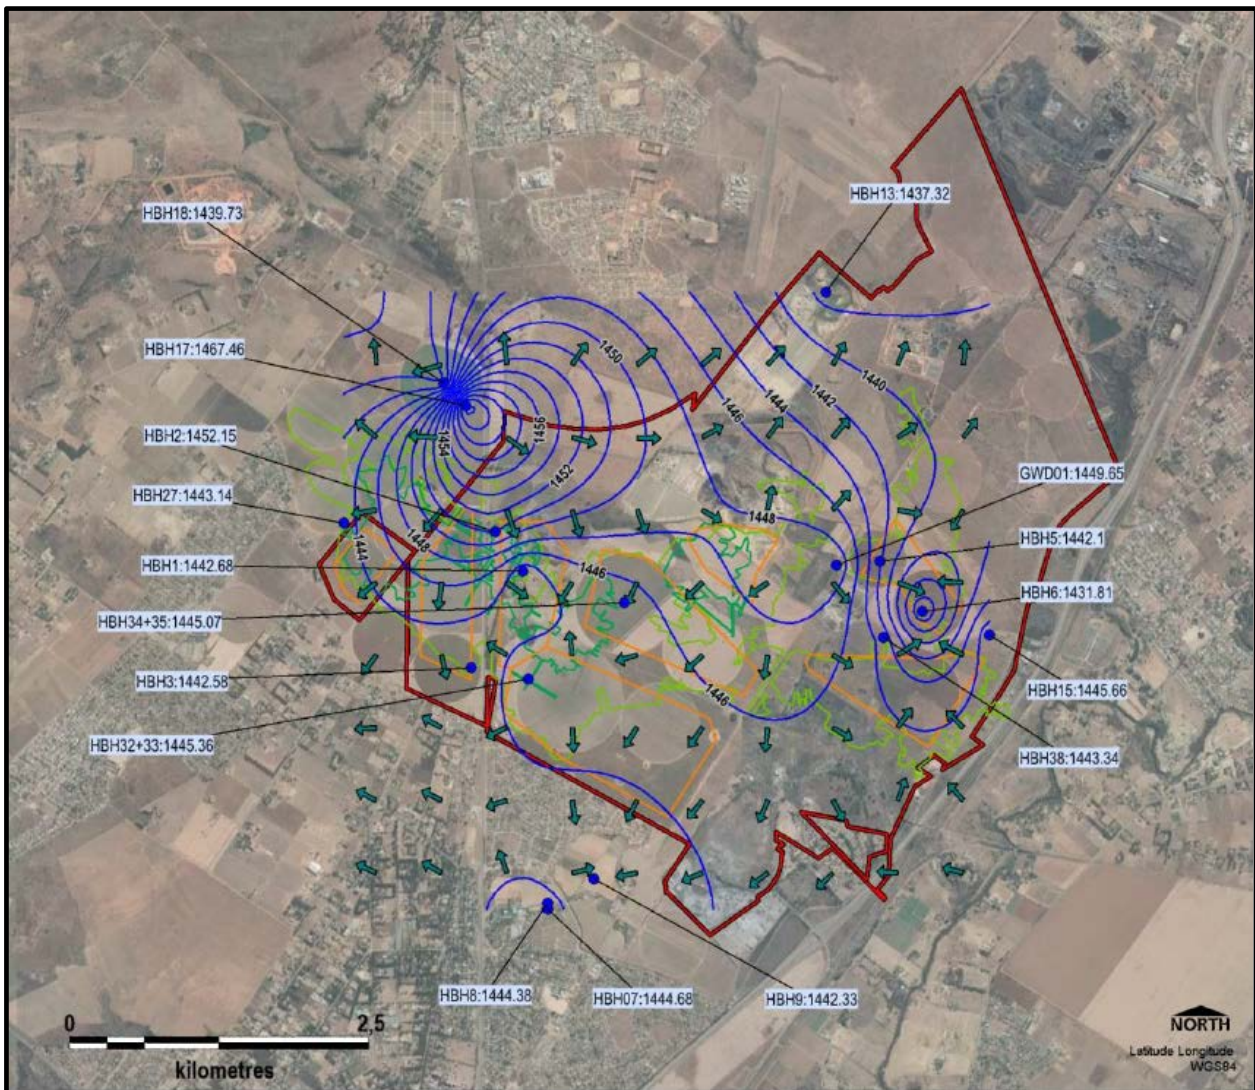 HBH13:1437.32
HBH18:1439.73
HBH17:1467.46
1450
1440
1442
1444
1446
HBH2:1452.15
1456
1454
1452
GWD01:1449.65
HBH27:1443.14
1448
1448
HBH5:1442.1
1444
HBH1:1442.68
1446
HBH6:1431.81
HBH34+35:1445.07
HBH3:1442.58
1446
HBH15:1445.66
HBH32+33:1445.36
HBH38:1443.34
HBH8:1444.38
HBH07:1444.68
HBH9:1442.33
0 2,5
kilometres
NORTH
Latitude Longitude
WGS84